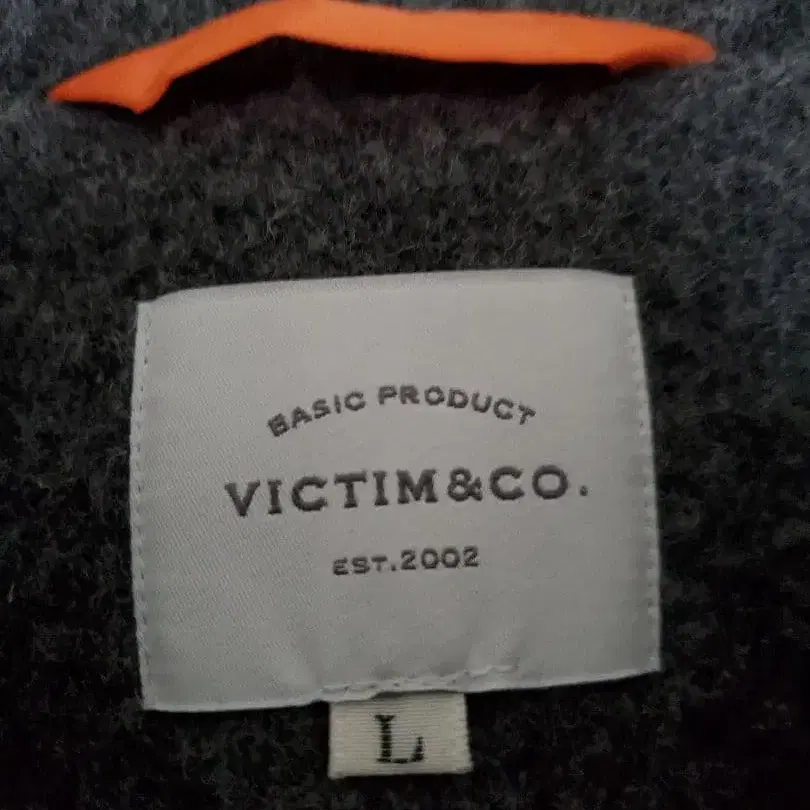 BASIC PRODUCT
VICTIM&CO.
EST.2002
L